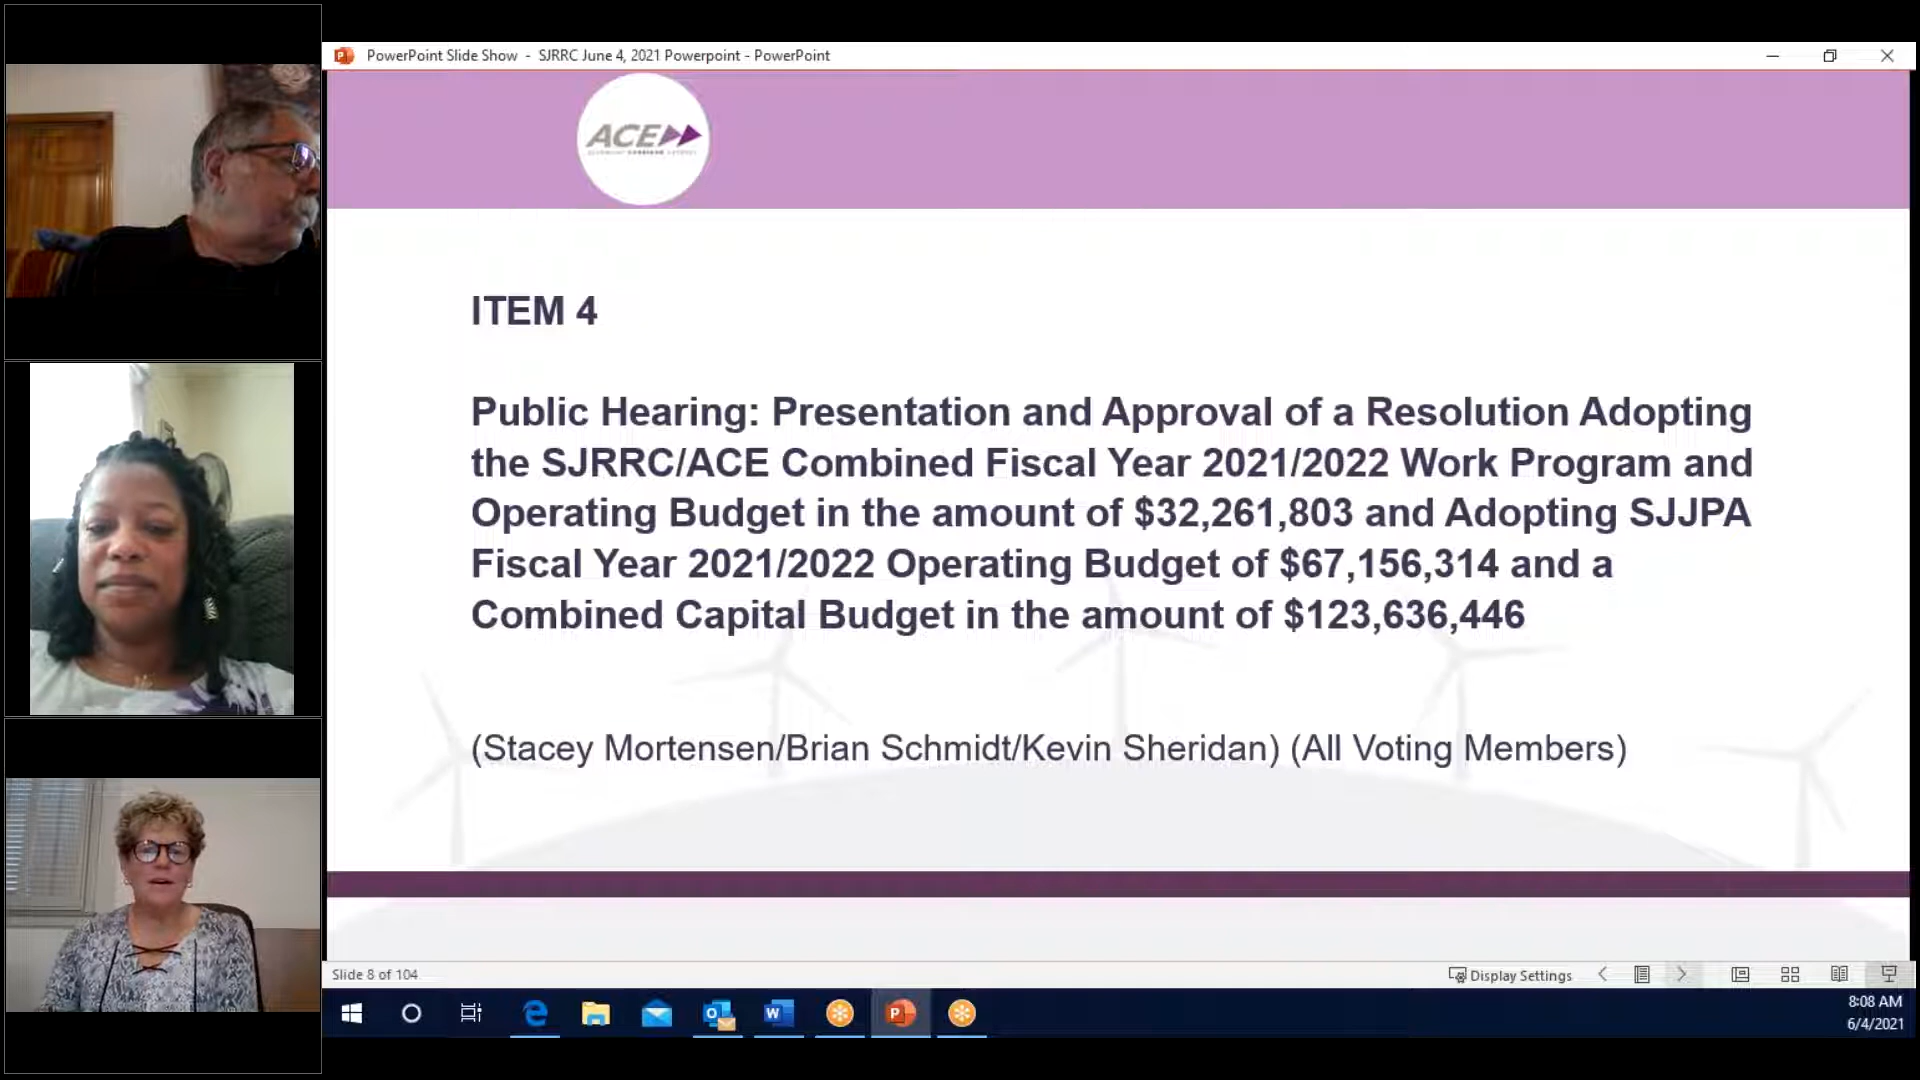 PowerPoint Slide Show - SJRRC June 4, 2021 Powerpoint - PowerPoint
ACE
ITEM 4
Public Hearing: Presentation and Approval of a Resolution Adopting
the SJRRC/ACE Combined Fiscal Year 2021/2022 Work Program and
Operating Budget in the amount of $32,261,803 and Adopting SJJPA
Fiscal Year 2021/2022 Operating Budget of $67,156,314 and a
Combined Capital Budget in the amount of $123,636,446
(Stacey Mortensen/Brian Schmidt/Kevin Sheridan) (All Voting Members)
Slide 8 of 104
Display Settings
8:08 AM
6/4/2021